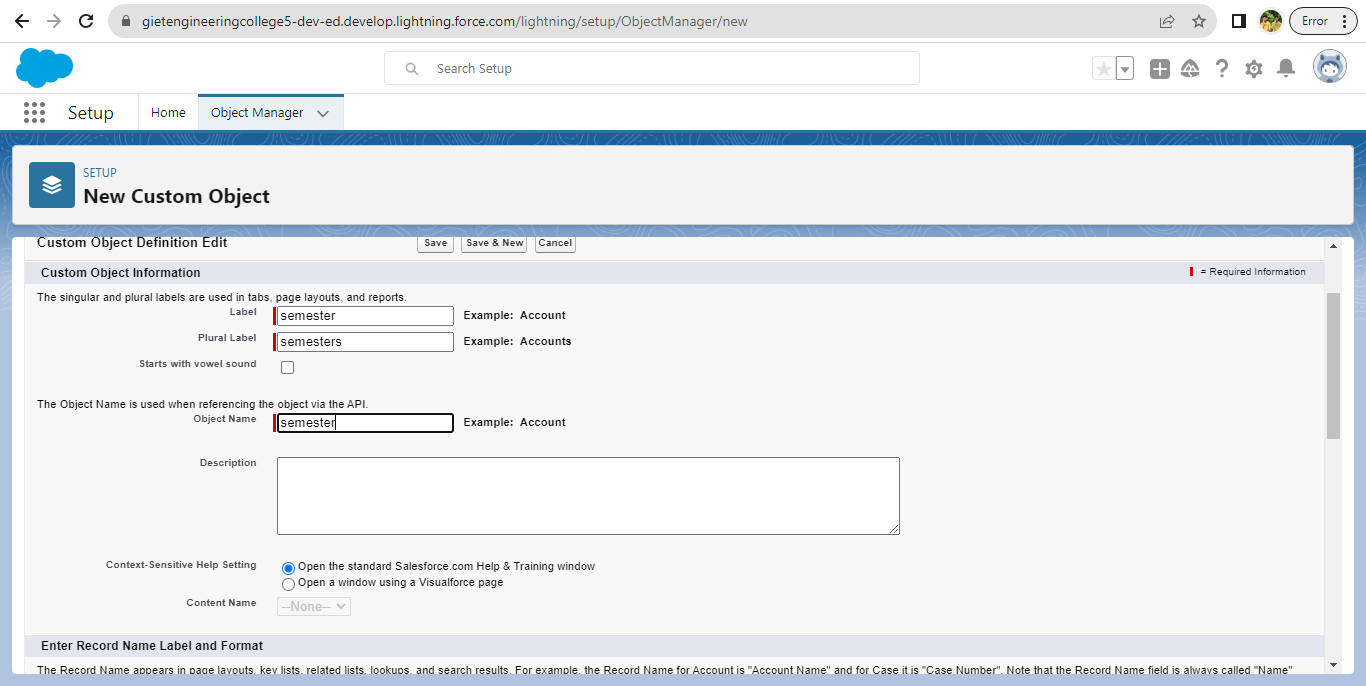 gietengineeringcollege5-dev-ed.develop.lightning.force.com/lightning/setup/ObjectManager/new
Error
Search Setup
Setup
Home
Object Manager
SETUP
New Custom Object
Custom Object Definition Edit
Save
Save & New
Cancel
Custom Object Information
= Required Information
The singular and plural labels are used in tabs, page layouts, and reports.
Label
semester
Example: Account
Plural Label
semesters
Example: Accounts
Starts with vowel sound
The Object Name is used when referencing the object via the API.
Object Name
semester
Example: Account
Description
Context-Sensitive Help Setting
Open the standard Salesforce.com Help & Training window
Open a window using a Visualforce page
Content Name
--None--
Enter Record Name Label and Format
The Record Name appears in page layouts, key lists, related lists, lookups, and search results. For example, the Record Name for Account is "Account Name" and for Case it is "Case Number". Note that the Record Name field is always called "Name"